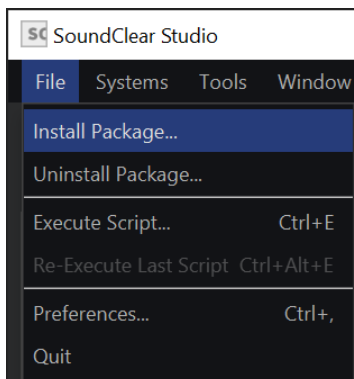 SC SoundClear Studio
File Systems Tools Window
Install Package...
Uninstall Package...
Execute Script... Ctrl+E
Re-Execute Last Script Ctrl+Alt+E
Preferences... Ctrl+,
Quit